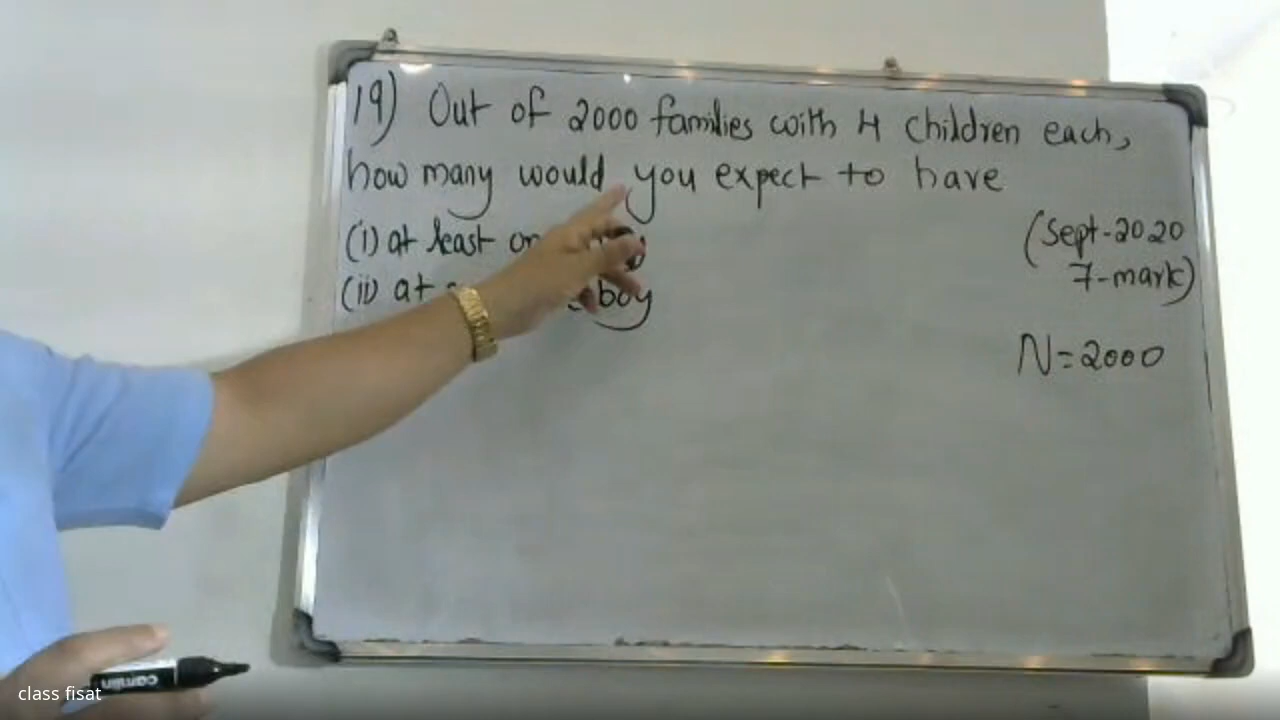 19) Out of 2000 families with 4 children each,
how many would you expect to have
(i) at least
(ii) at boy
(Sept-2020
7-mark)
N=2000
camlin
class fisat